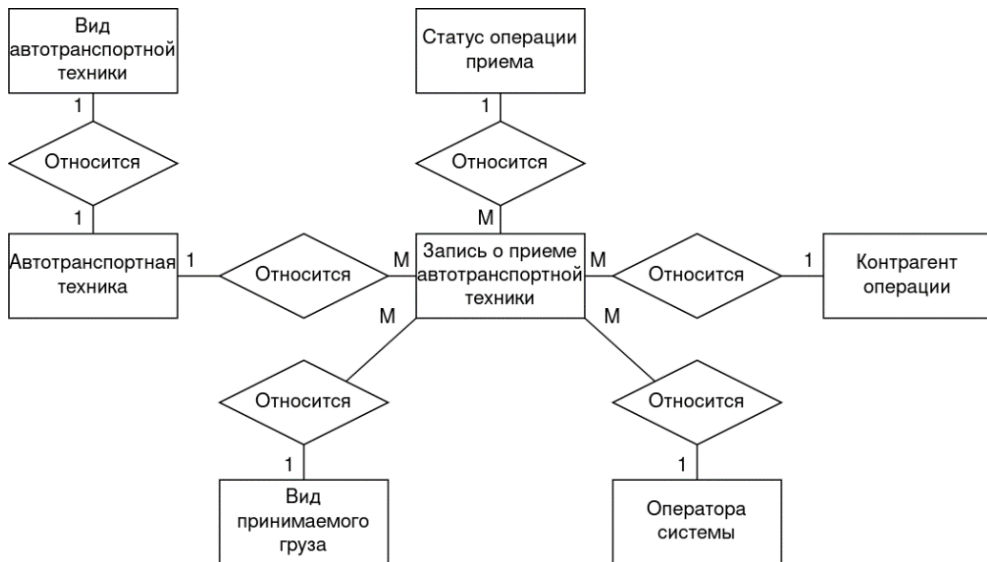 Вид
автотранспортной
техники
Статус операции
приема
1
1
Относится
Относится
1
М
Автотранспортная
техника
1
Относится
М
Запись о приеме
автотранспортной
техники
М
Относится
1
Контрагент
операции
М
М
Относится
Относится
1
1
Вид
принимаемого
груза
Оператора
системы